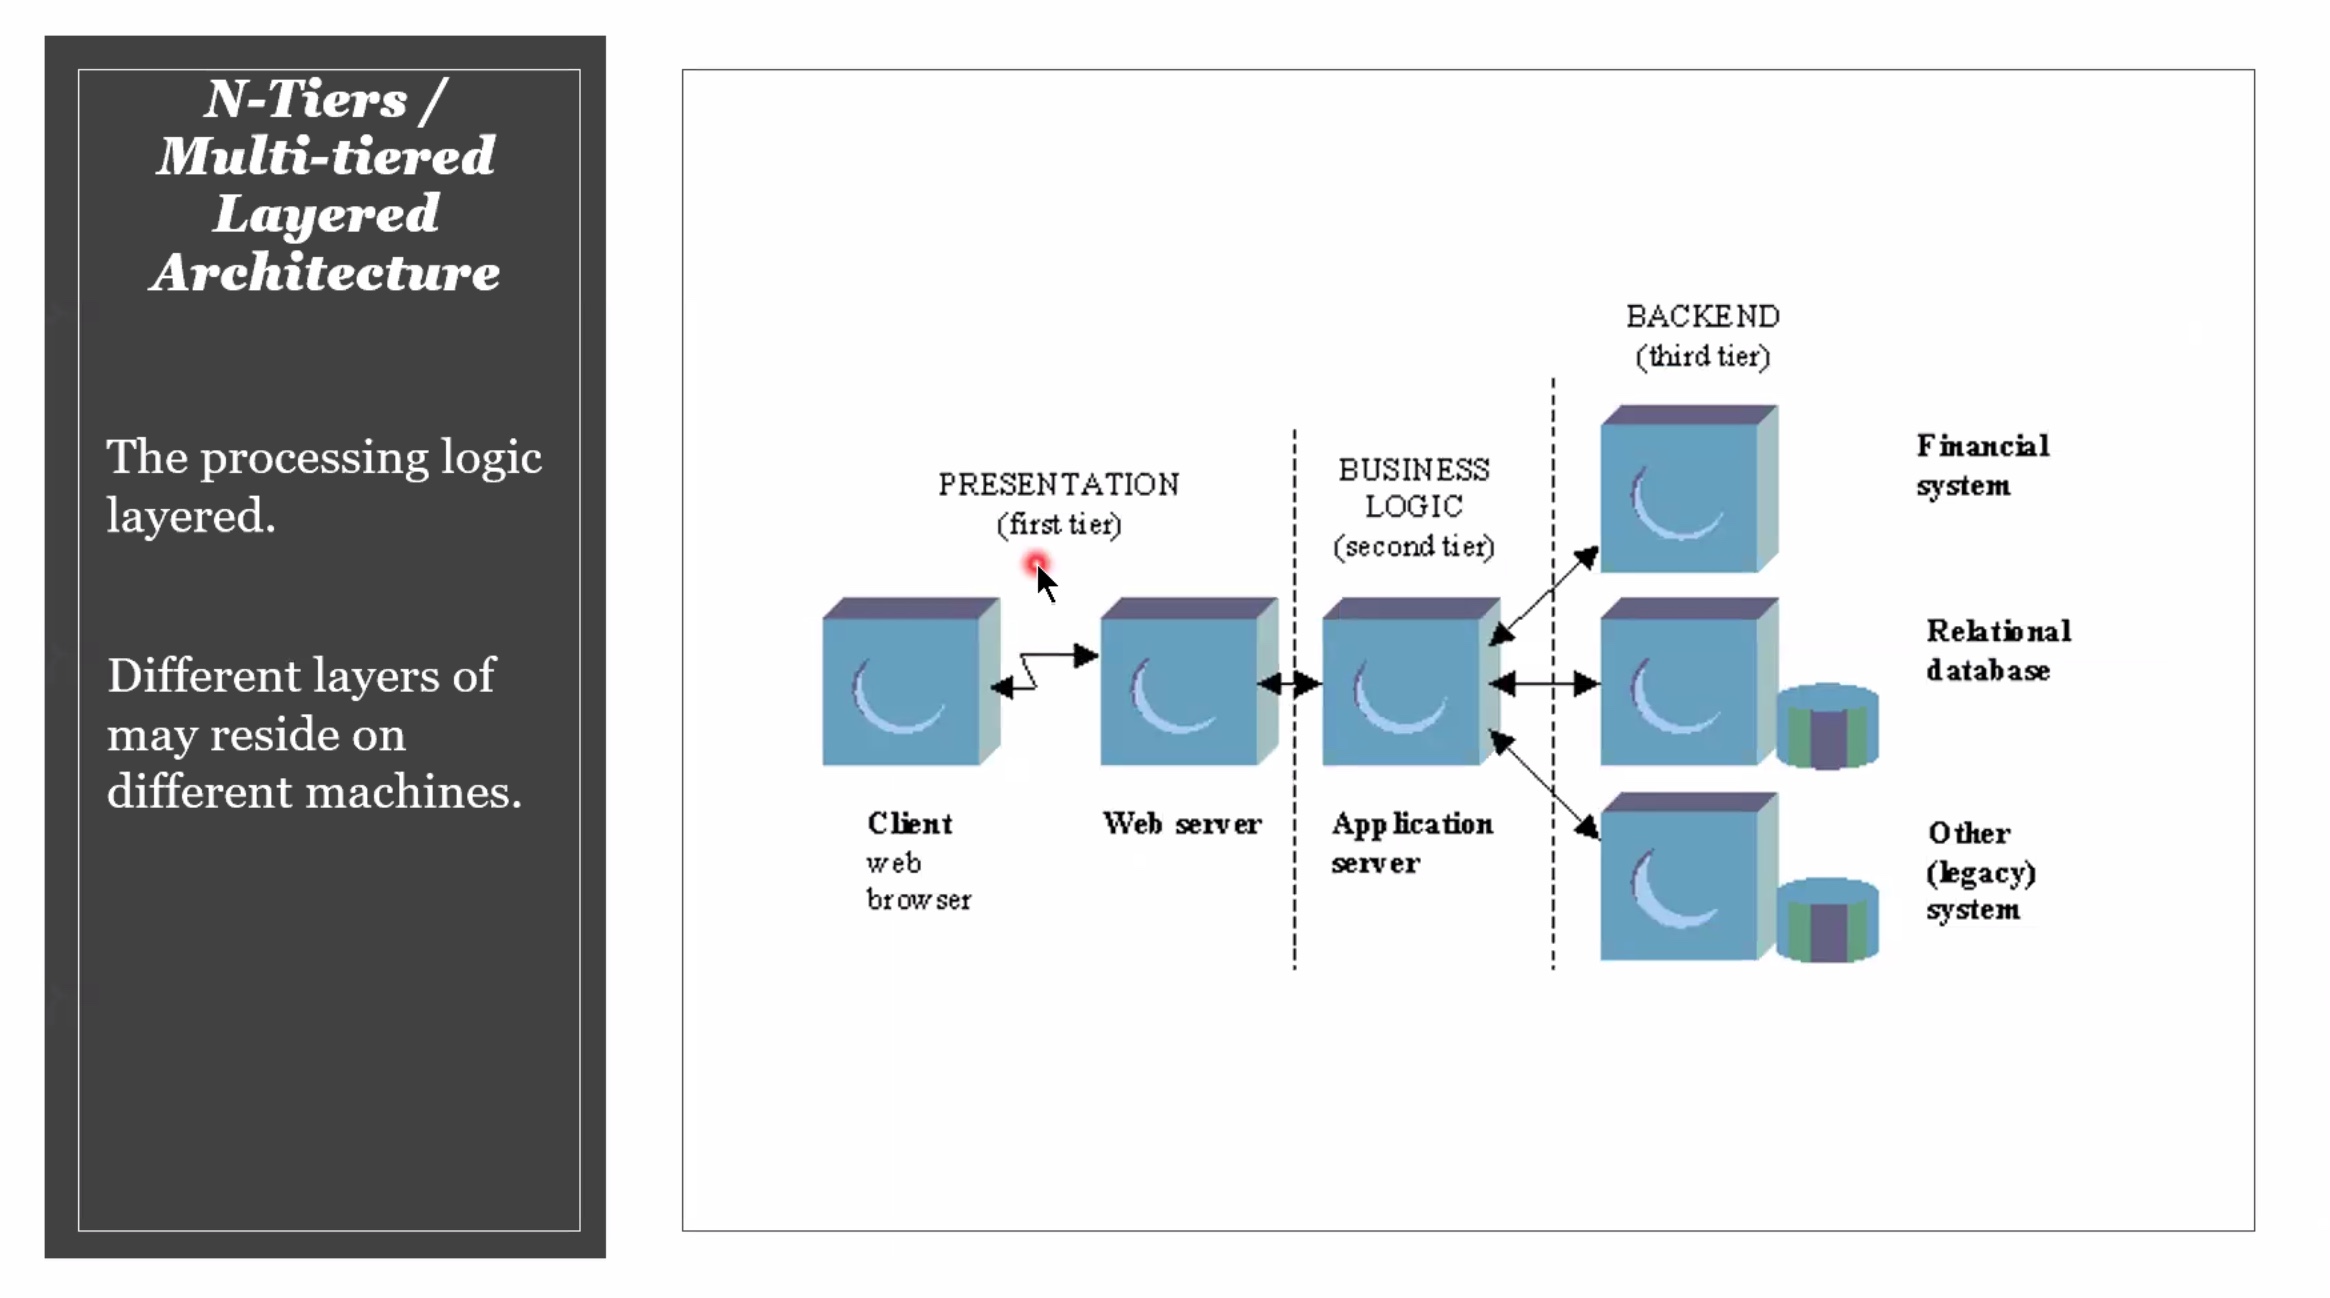 N-Tiers /
Multi-tiered
Layered
Architecture
The processing logic
layered.
Different layers of
may reside on
different machines.
PRESENTATION
(first tier)
BUSINESS
LOGIC
(second tier)
BACKEND
(third tier)
Client
web
browser
Web server
Application
server
Financial
system
Relational
database
Other
(legacy)
system